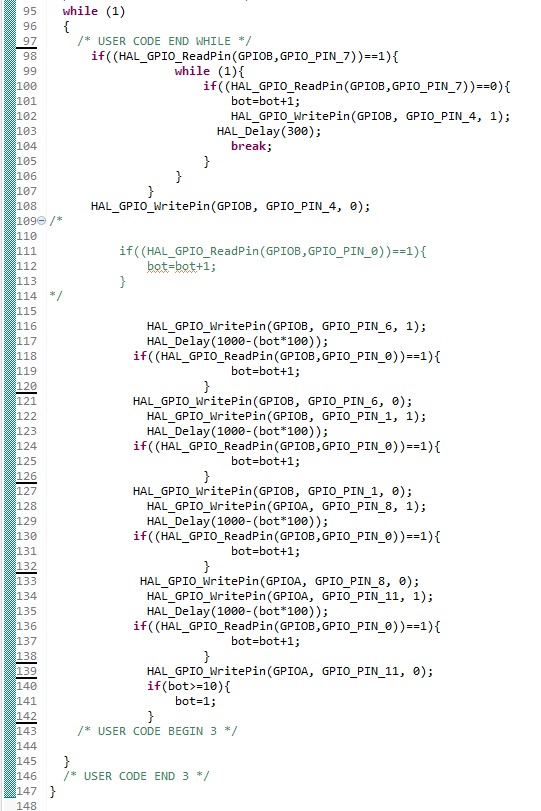 95 while (1)
96 {
97 /* USER CODE END WHILE */
98 if((HAL_GPIO_ReadPin(GPIOB,GPIO_PIN_7))==1){
99 while (1){
100 if((HAL_GPIO_ReadPin(GPIOB,GPIO_PIN_7))==0){
101 bot=bot+1;
102 HAL_GPIO_WritePin(GPIOB, GPIO_PIN_4, 1);
103 HAL_Delay(300);
104 break;
105 }
106 }
107 }
108 HAL_GPIO_WritePin(GPIOB, GPIO_PIN_4, 0);
109 /*
110
111 if((HAL_GPIO_ReadPin(GPIOB,GPIO_PIN_0))==1){
112 bot=bot+1;
113 }
114 */
115
116 HAL_GPIO_WritePin(GPIOB, GPIO_PIN_6, 1);
117 HAL_Delay(1000-(bot*100));
118 if((HAL_GPIO_ReadPin(GPIOB,GPIO_PIN_0))==1){
119 bot=bot+1;
120 }
121 HAL_GPIO_WritePin(GPIOB, GPIO_PIN_6, 0);
122 HAL_GPIO_WritePin(GPIOB, GPIO_PIN_1, 1);
123 HAL_Delay(1000-(bot*100));
124 if((HAL_GPIO_ReadPin(GPIOB,GPIO_PIN_0))==1){
125 bot=bot+1;
126 }
127 HAL_GPIO_WritePin(GPIOB, GPIO_PIN_1, 0);
128 HAL_GPIO_WritePin(GPIOA, GPIO_PIN_8, 1);
129 HAL_Delay(1000-(bot*100));
130 if((HAL_GPIO_ReadPin(GPIOB,GPIO_PIN_0))==1){
131 bot=bot+1;
132 }
133 HAL_GPIO_WritePin(GPIOA, GPIO_PIN_8, 0);
134 HAL_GPIO_WritePin(GPIOA, GPIO_PIN_11, 1);
135 HAL_Delay(1000-(bot*100));
136 if((HAL_GPIO_ReadPin(GPIOB,GPIO_PIN_0))==1){
137 bot=bot+1;
138 }
139 HAL_GPIO_WritePin(GPIOA, GPIO_PIN_11, 0);
140 if(bot>=10){
141 bot=1;
142 }
143 /* USER CODE BEGIN 3 */
144
145 }
146 /* USER CODE END 3 */
147 }
148